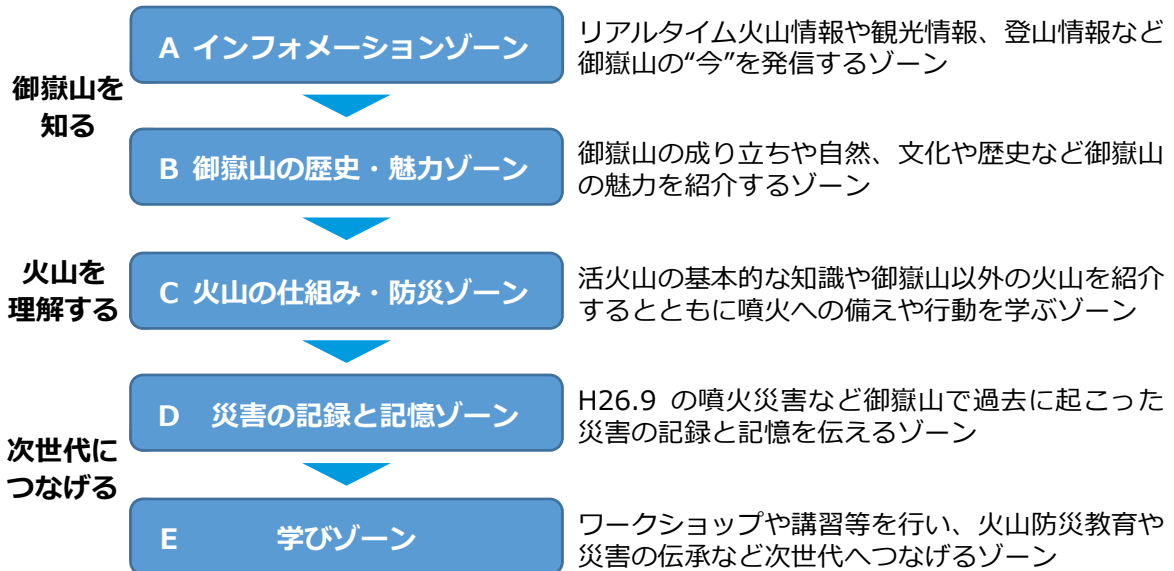 御嶽山を
知る
A インフォメーションゾーン
リアルタイム火山情報や観光情報、登山情報など
御嶽山の“今”を発信するゾーン
B 御嶽山の歴史・魅力ゾーン
御嶽山の成り立ちや自然、文化や歴史など御嶽山
の魅力を紹介するゾーン
火山を
理解する
C 火山の仕組み・防災ゾーン
活火山の基本的な知識や御嶽山以外の火山を紹介
するとともに噴火への備えや行動を学ぶゾーン
次世代に
つなげる
D 災害の記録と記憶ゾーン
H26.9 の噴火災害など御嶽山で過去に起こった
災害の記録と記憶を伝えるゾーン
E 学びゾーン
ワークショップや講習等を行い、火山防災教育や
災害の伝承など次世代へつなげるゾーン